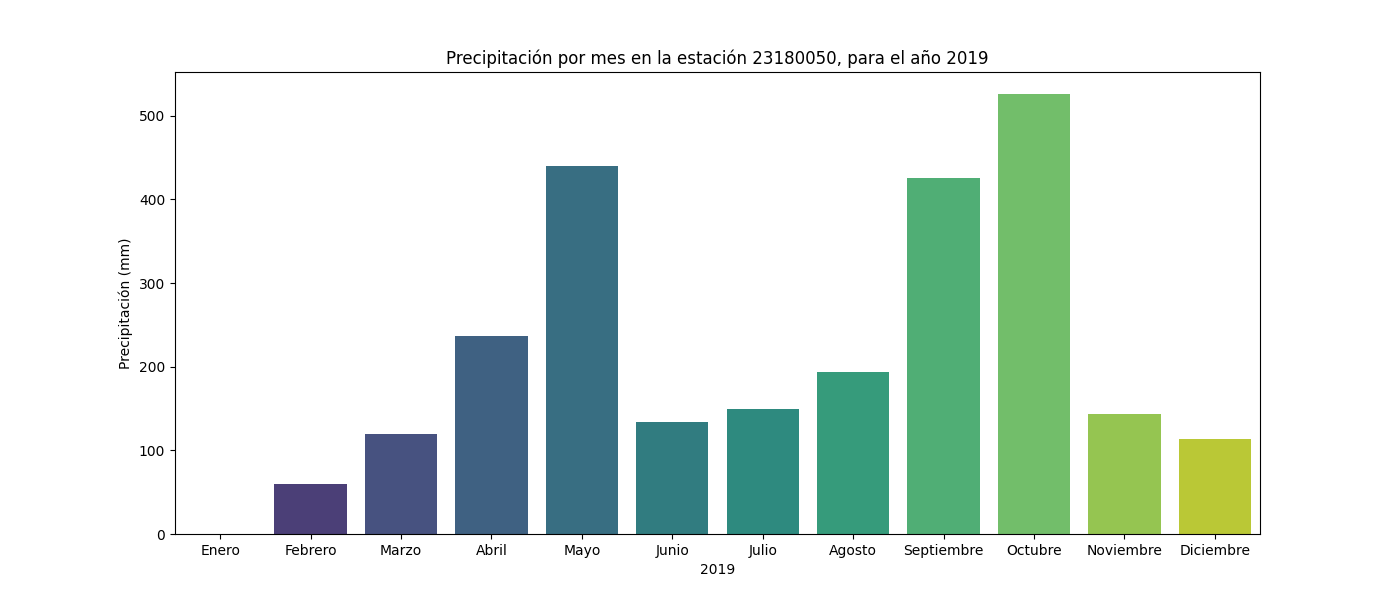 Precipitación por mes en la estación 23180050, para el año 2019
Precipitación (mm)
500
400
300
200
100
0
Enero Febrero Marzo Abril Mayo Junio Julio Agosto Septiembre Octubre Noviembre Diciembre
2019